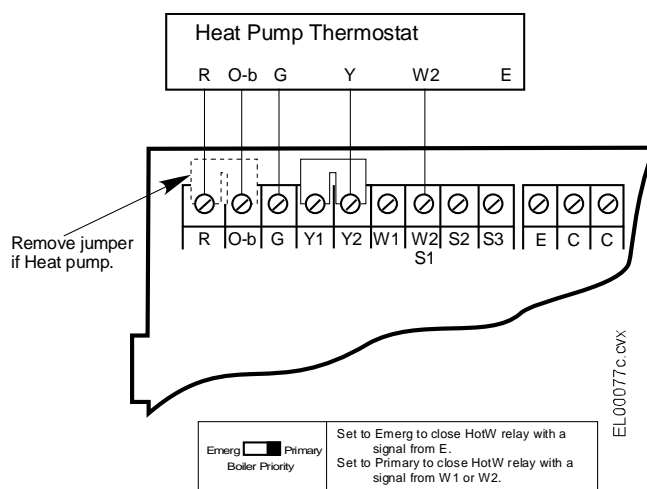 Heat Pump Thermostat
R O-b G Y W2 E
Remove jumper
if Heat pump.
R O-b G Y1 Y2 W1 W2 S2 S3 E C C
S1
EL00077c.cvx
Emerg Primary
Boiler Priority
Set to Emerg to close HotW relay with a
signal from E.
Set to Primary to close HotW relay with a
signal from W1 or W2.